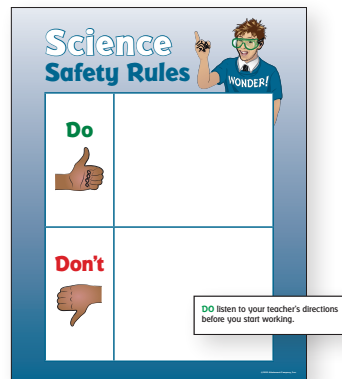 Science
Safety Rules
WONDER!
Do
Don't
DO listen to your teacher's directions
before you start working.